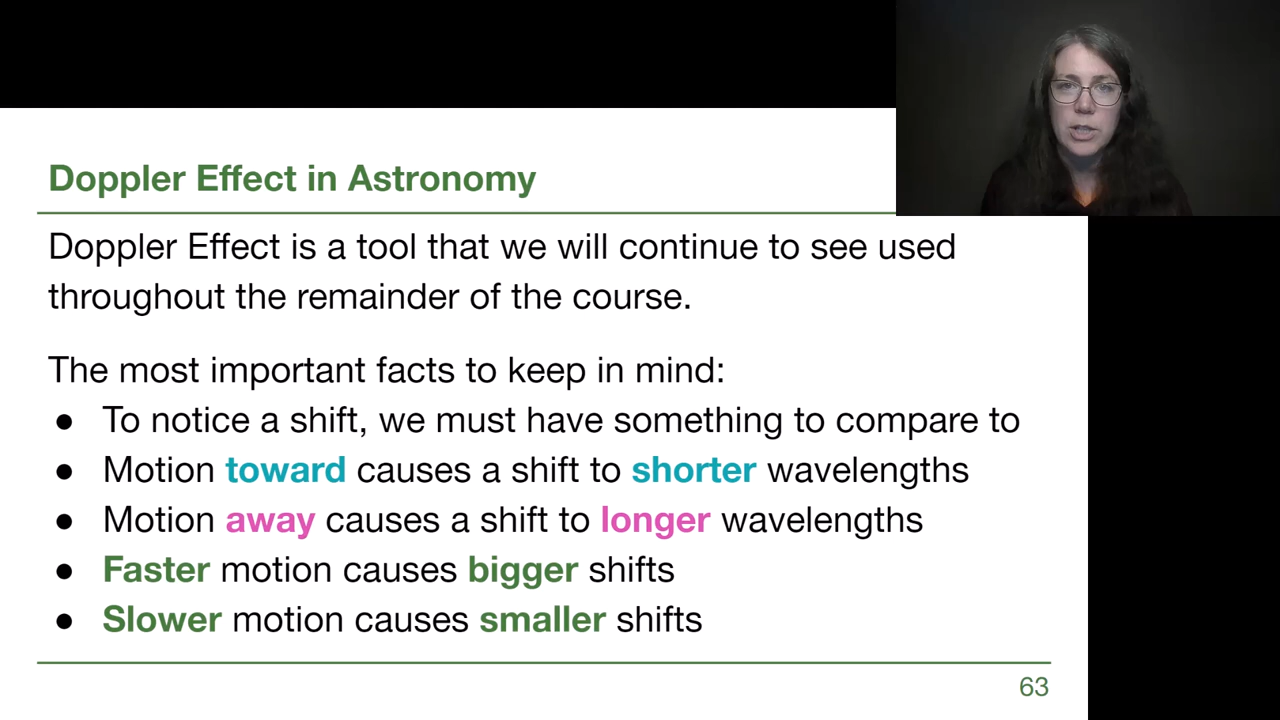 Doppler Effect in Astronomy
Doppler Effect is a tool that we will continue to see used
throughout the remainder of the course.
The most important facts to keep in mind:
● To notice a shift, we must have something to compare to
● Motion toward causes a shift to shorter wavelengths
● Motion away causes a shift to longer wavelengths
● Faster motion causes bigger shifts
● Slower motion causes smaller shifts
63